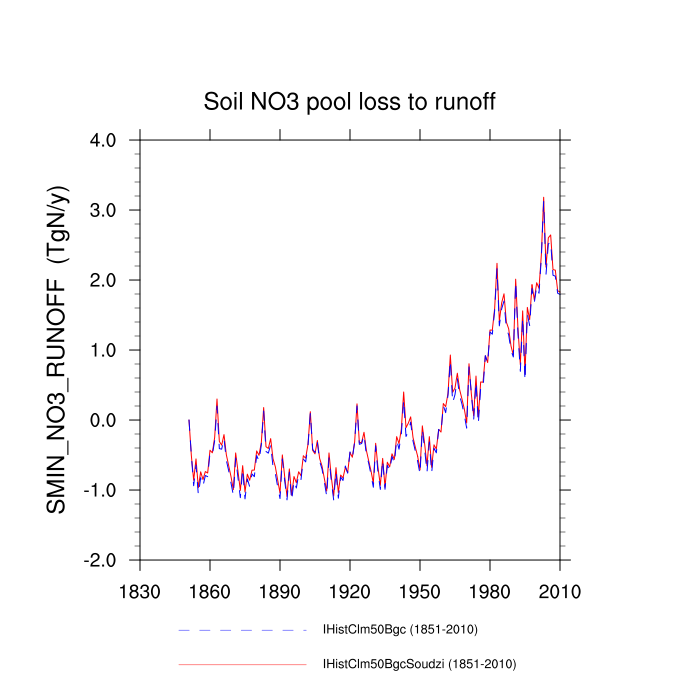 Soil NO3 pool loss to runoff
SMIN_NO3_RUNOFF (TgN/y)
4.0
3.0
2.0
1.0
0.0
-1.0
-2.0
1830 1860 1890 1920 1950 1980 2010
IHistClm50Bgc (1851-2010)
IHistClm50BgcSoudzi (1851-2010)